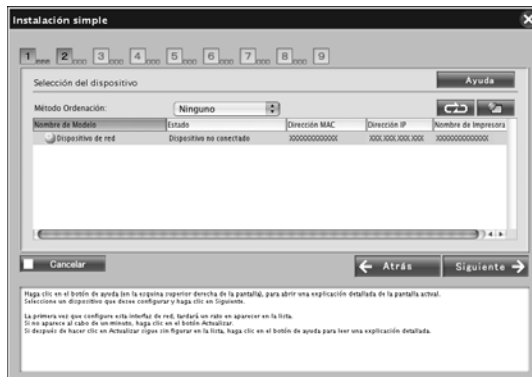 Instalación simple
1 2 3 4 5 6 7 8 9
Selección del dispositivo
Ayuda
Método Ordenación: Ninguno
Nombre de Modelo Estado Dirección MAC Dirección IP Nombre de Impresora
Dispositivo de red Dispositivo no conectado XXXXXXXXXXXX XXX.XXX.XXX.XXX XXXXXXXXXXXXX
Cancelar
Atrás
Siguiente
Haga clic en el botón de ayuda (en la esquina superior derecha de la pantalla), para abrir una explicación detallada de la pantalla actual.
Seleccione un dispositivo que desee configurar y haga clic en Siguiente.
La primera vez que configure esta interfaz de red, tardará un rato en aparecer en la lista.
Si no aparece al cabo de un minuto, haga clic en el botón Actualizar.
Si después de hacer clic en Actualizar sigue sin figurar en la lista, haga clic en el botón de ayuda para leer una explicación detallada.